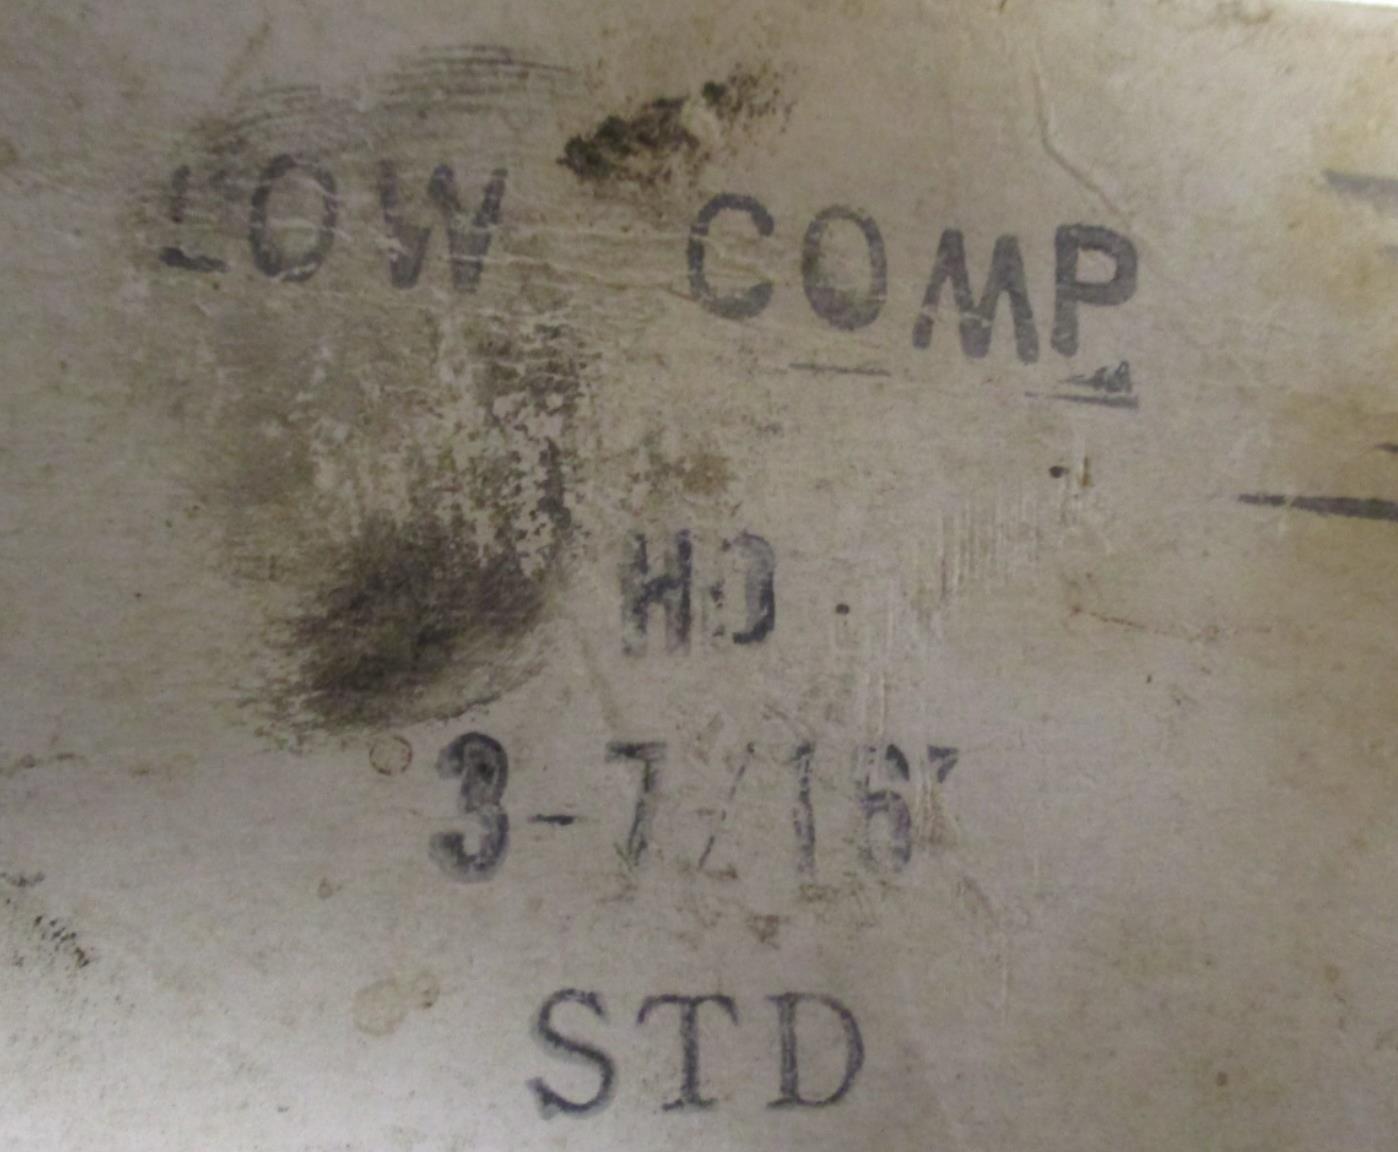 LOW COMP
HD
3-7/16"
STD